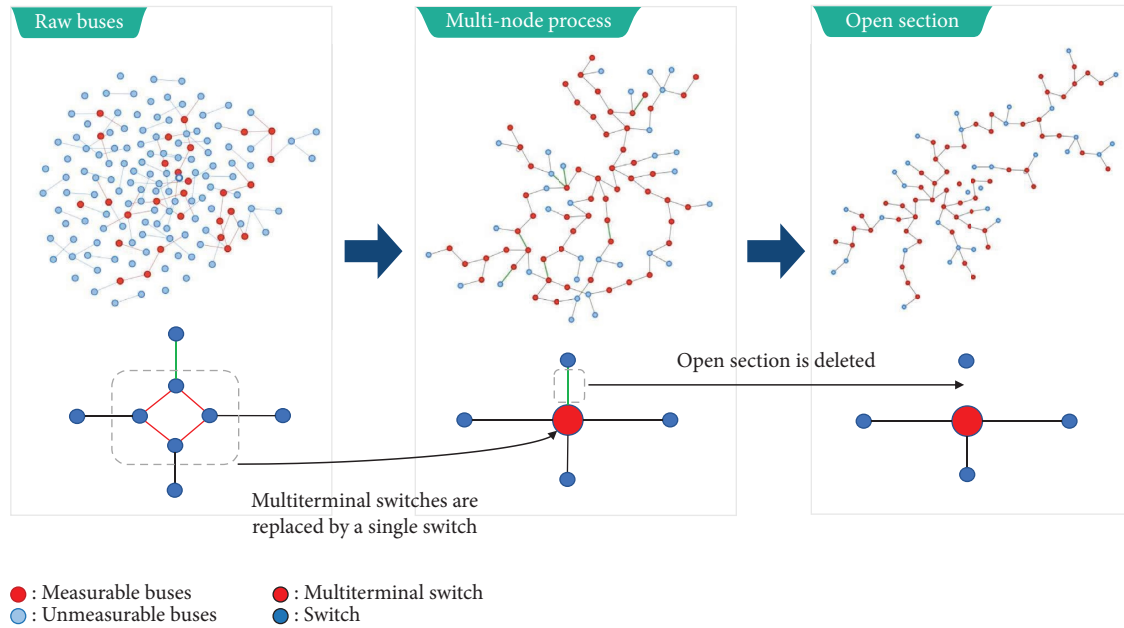 Raw buses
Multi-node process
Open section
Open section is deleted
Multiterminal switches are
replaced by a single switch
: Measurable buses
: Multiterminal switch
: Unmeasurable buses
: Switch